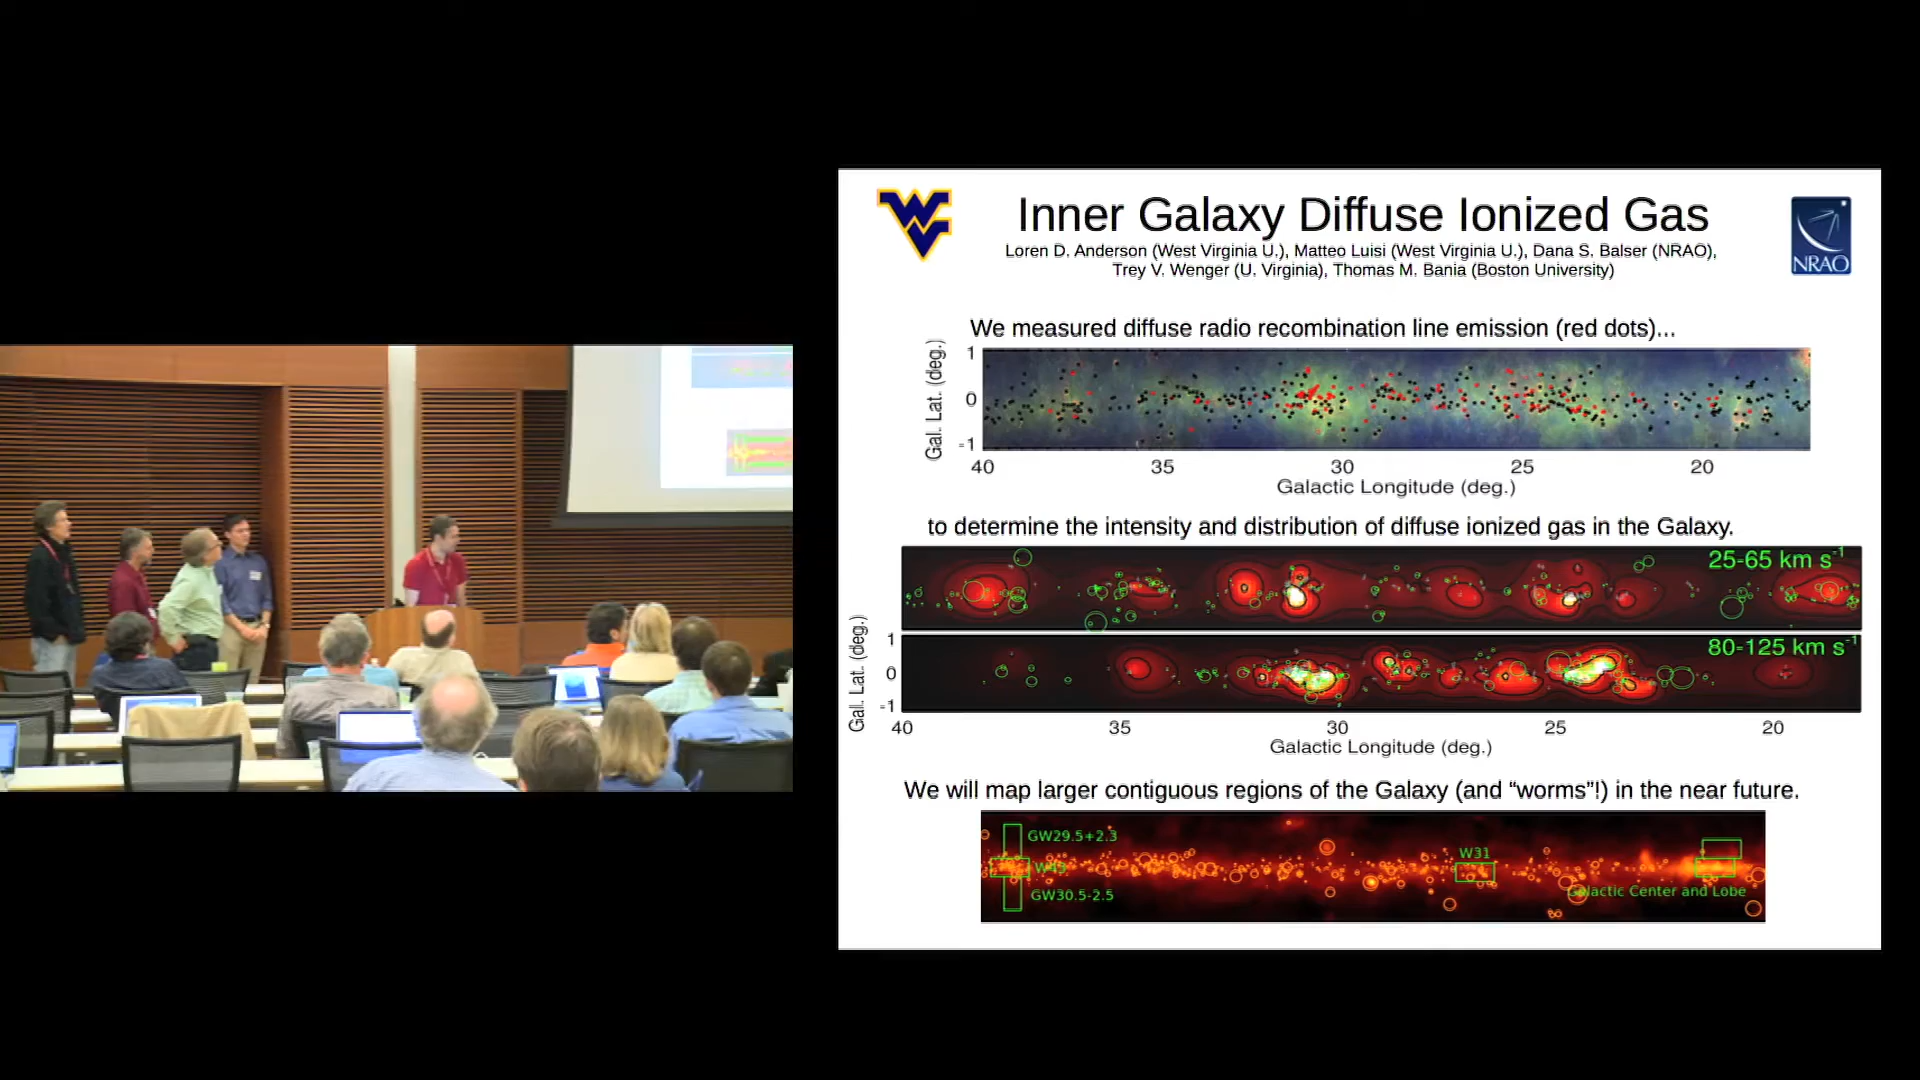 WV
Inner Galaxy Diffuse Ionized Gas
NRAO
Loren D. Anderson (West Virginia U.), Matteo Luisi (West Virginia U.), Dana S. Balser (NRAO),
Trey V. Wenger (U. Virginia), Thomas M. Bania (Boston University)
We measured diffuse radio recombination line emission (red dots)...
Gal. Lat. (deg.)
1
0
-1
40 35 30 25 20
Galactic Longitude (deg.)
to determine the intensity and distribution of diffuse ionized gas in the Galaxy.
25-65 km s-1
80-125 km s-1
Gal. Lat. (deg.)
1
0
-1
40 35 30 25 20
Galactic Longitude (deg.)
We will map larger contiguous regions of the Galaxy (and “worms”!) in the near future.
GW29.5+2.3
W43
GW30.5-2.5
W31
Galactic Center and Lobe